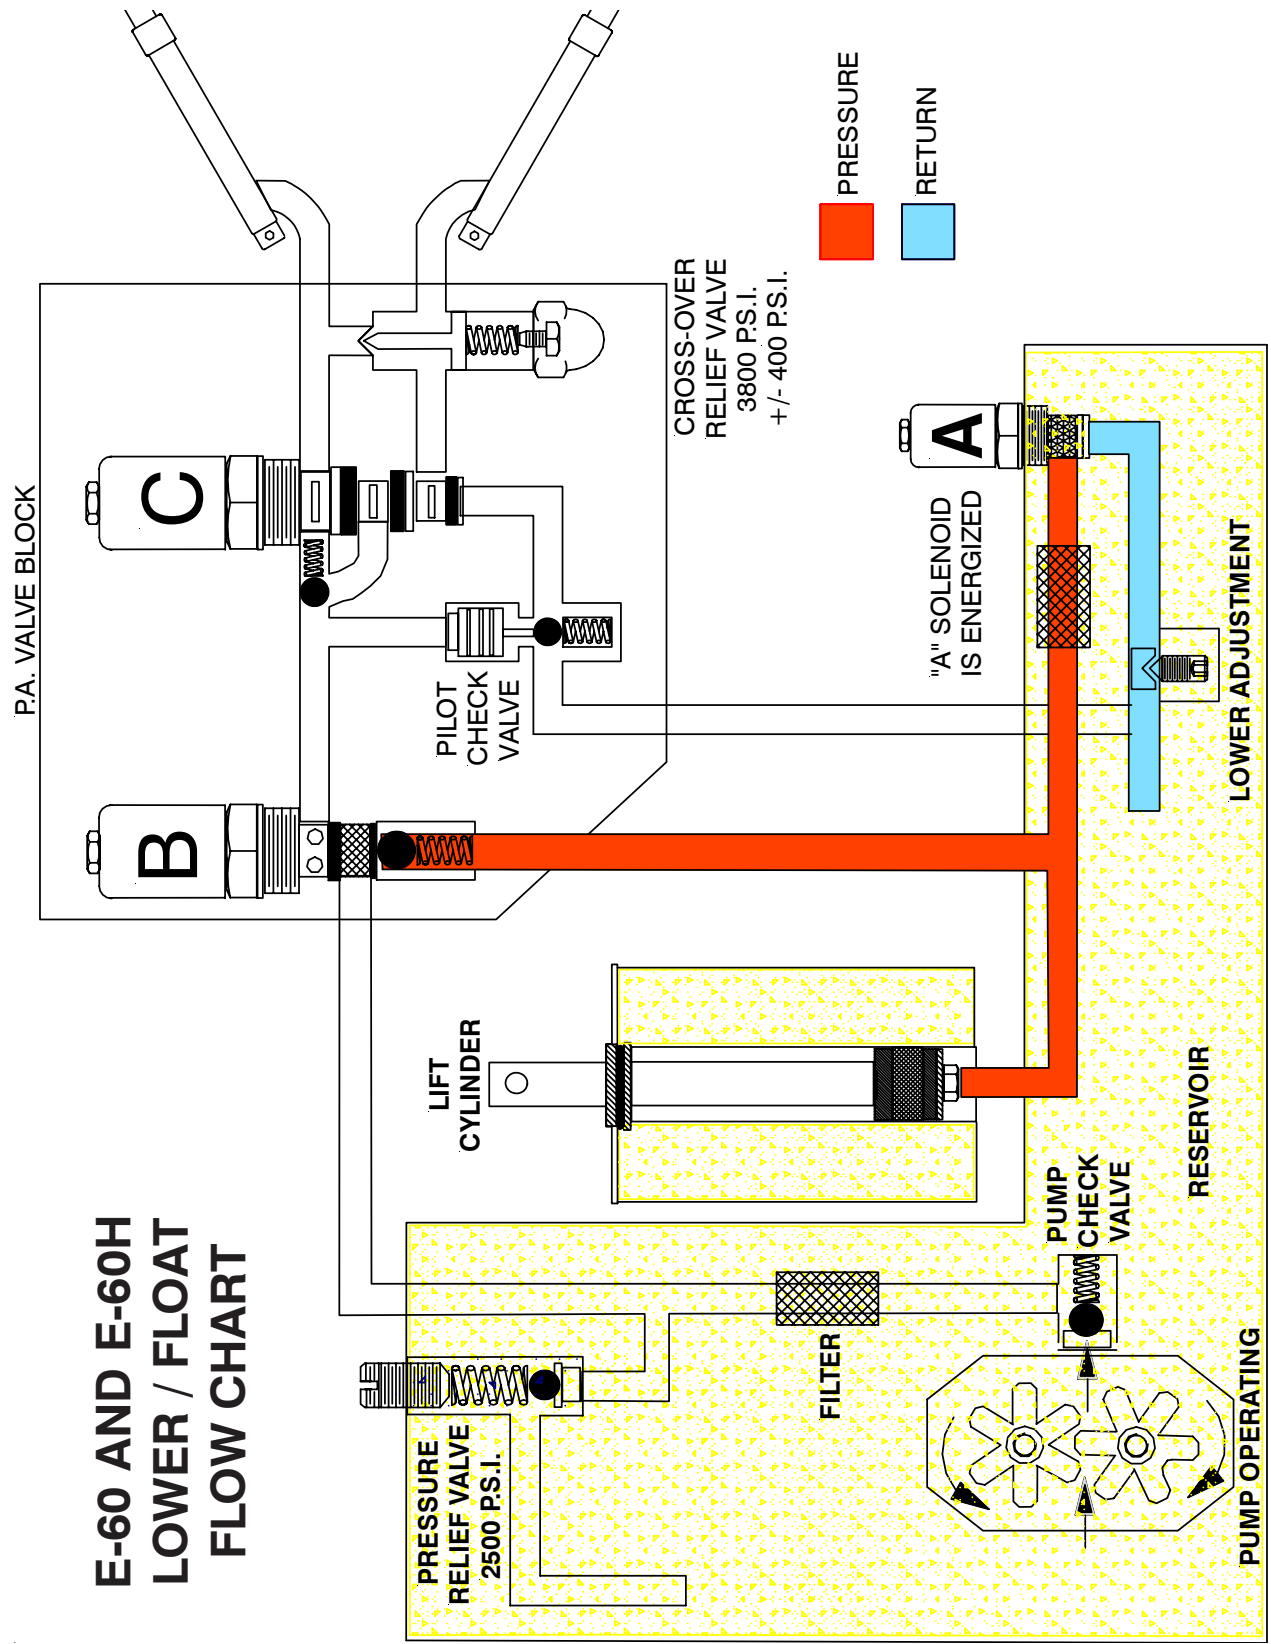 E-60 AND E-60H
LOWER / FLOAT
FLOW CHART
P.A. VALVE BLOCK
B
C
PILOT
CHECK
VALVE
CROSS-OVER
RELIEF VALVE
3800 P.S.I.
+/- 400 P.S.I.
PRESSURE
RETURN
LIFT
CYLINDER
"A" SOLENOID
IS ENERGIZED
A
LOWER ADJUSTMENT
PRESSURE
RELIEF VALVE
2500 P.S.I.
FILTER
PUMP
CHECK
VALVE
RESERVOIR
PUMP OPERATING